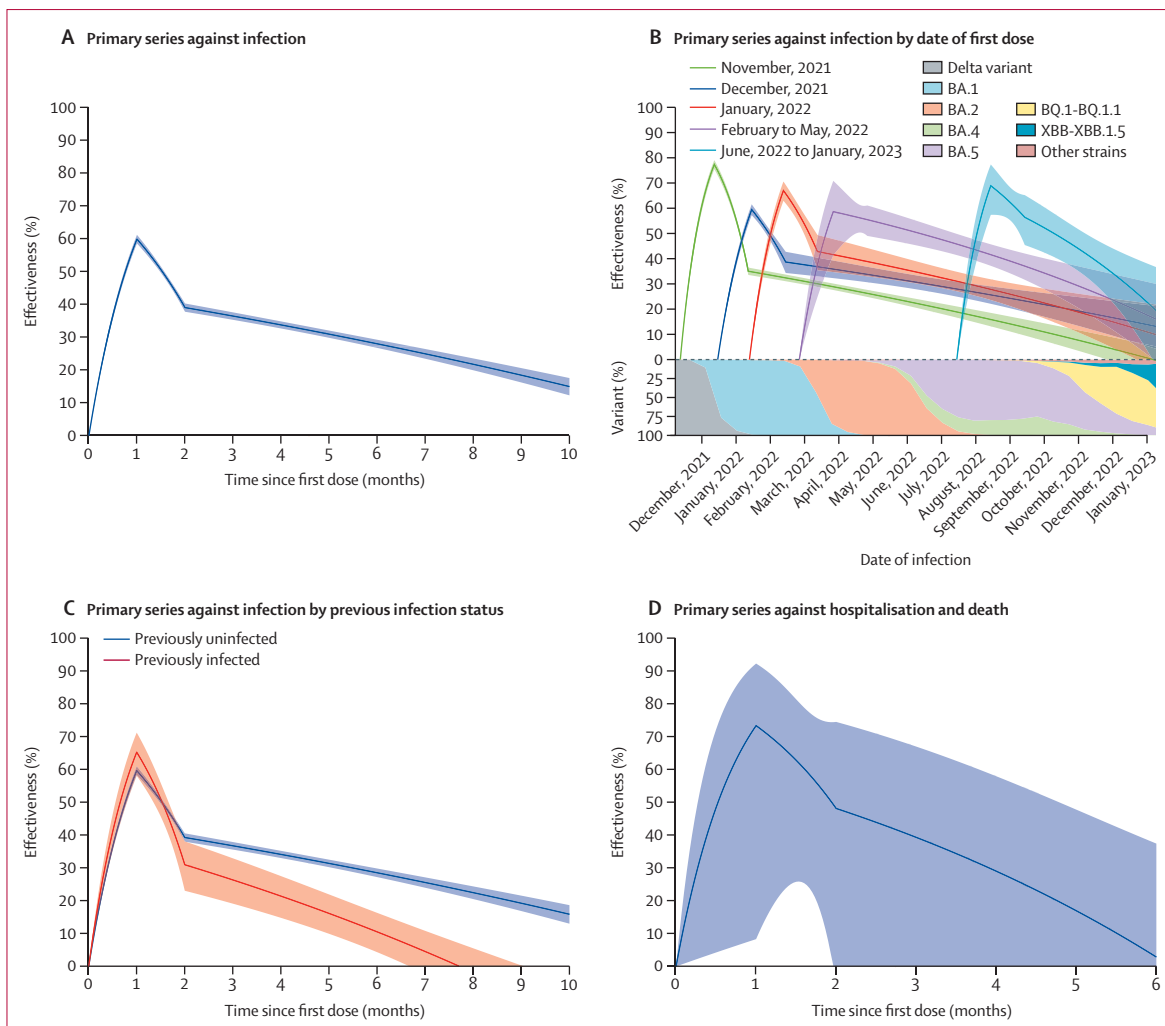 A Primary series against infection
100
90
80
70
60
50
40
30
20
10
0
Effectiveness (%)
0 1 2 3 4 5 6 7 8 9 10
Time since first dose (months)
B Primary series against infection by date of first dose
November, 2021
December, 2021
January, 2022
February to May, 2022
June, 2022 to January, 2023
Delta variant
BA.1
BA.2
BA.4
BA.5
BQ.1-BQ.1.1
XBB-XBB.1.5
Other strains
100
90
80
70
60
50
40
30
20
10
0
Effectiveness (%)
25
50
75
100
Variant (%)
December, 2021
January, 2022
February, 2022
March, 2022
April, 2022
May, 2022
June, 2022
July, 2022
August, 2022
September, 2022
October, 2022
November, 2022
December, 2022
January, 2023
Date of infection
C Primary series against infection by previous infection status
Previously uninfected
Previously infected
100
90
80
70
60
50
40
30
20
10
0
Effectiveness (%)
0 1 2 3 4 5 6 7 8 9 10
Time since first dose (months)
D Primary series against hospitalisation and death
100
90
80
70
60
50
40
30
20
10
0
Effectiveness (%)
0 1 2 3 4 5 6
Time since first dose (months)